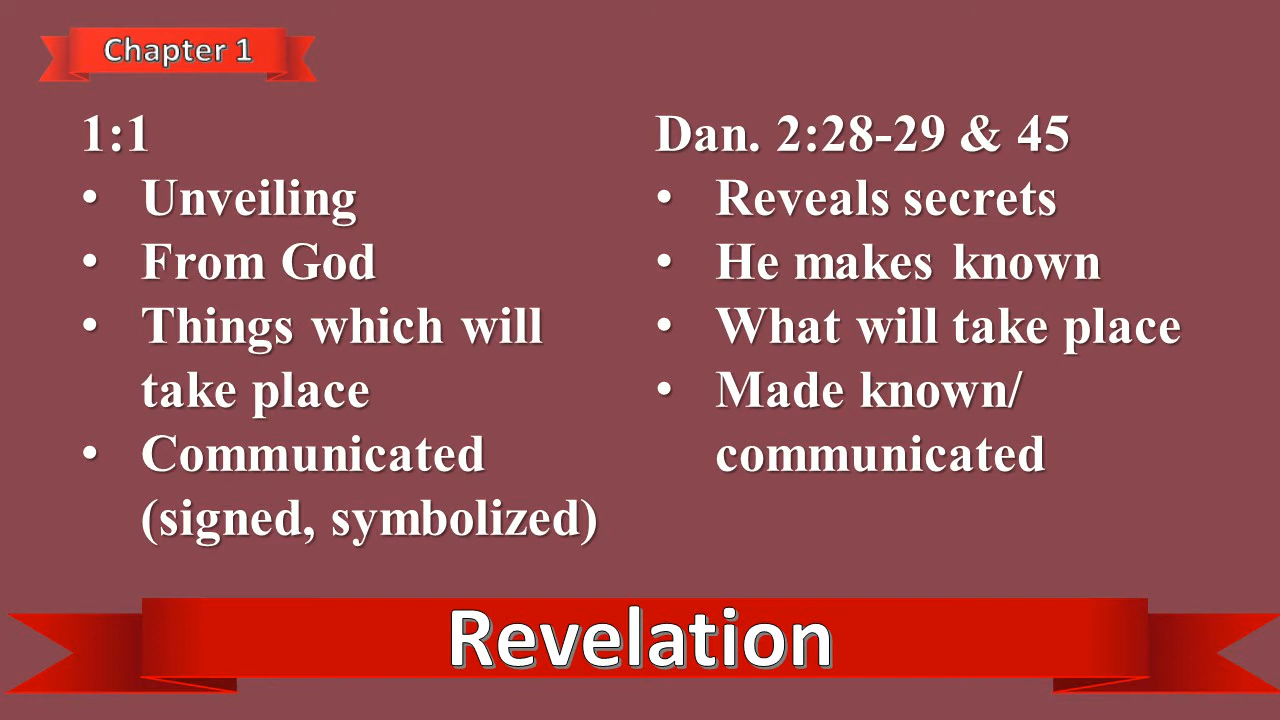 Chapter 1
1:1
• Unveiling
• From God
• Things which will
take place
• Communicated
(signed, symbolized)
Dan. 2:28-29 & 45
• Reveals secrets
• He makes known
• What will take place
• Made known/
communicated
Revelation